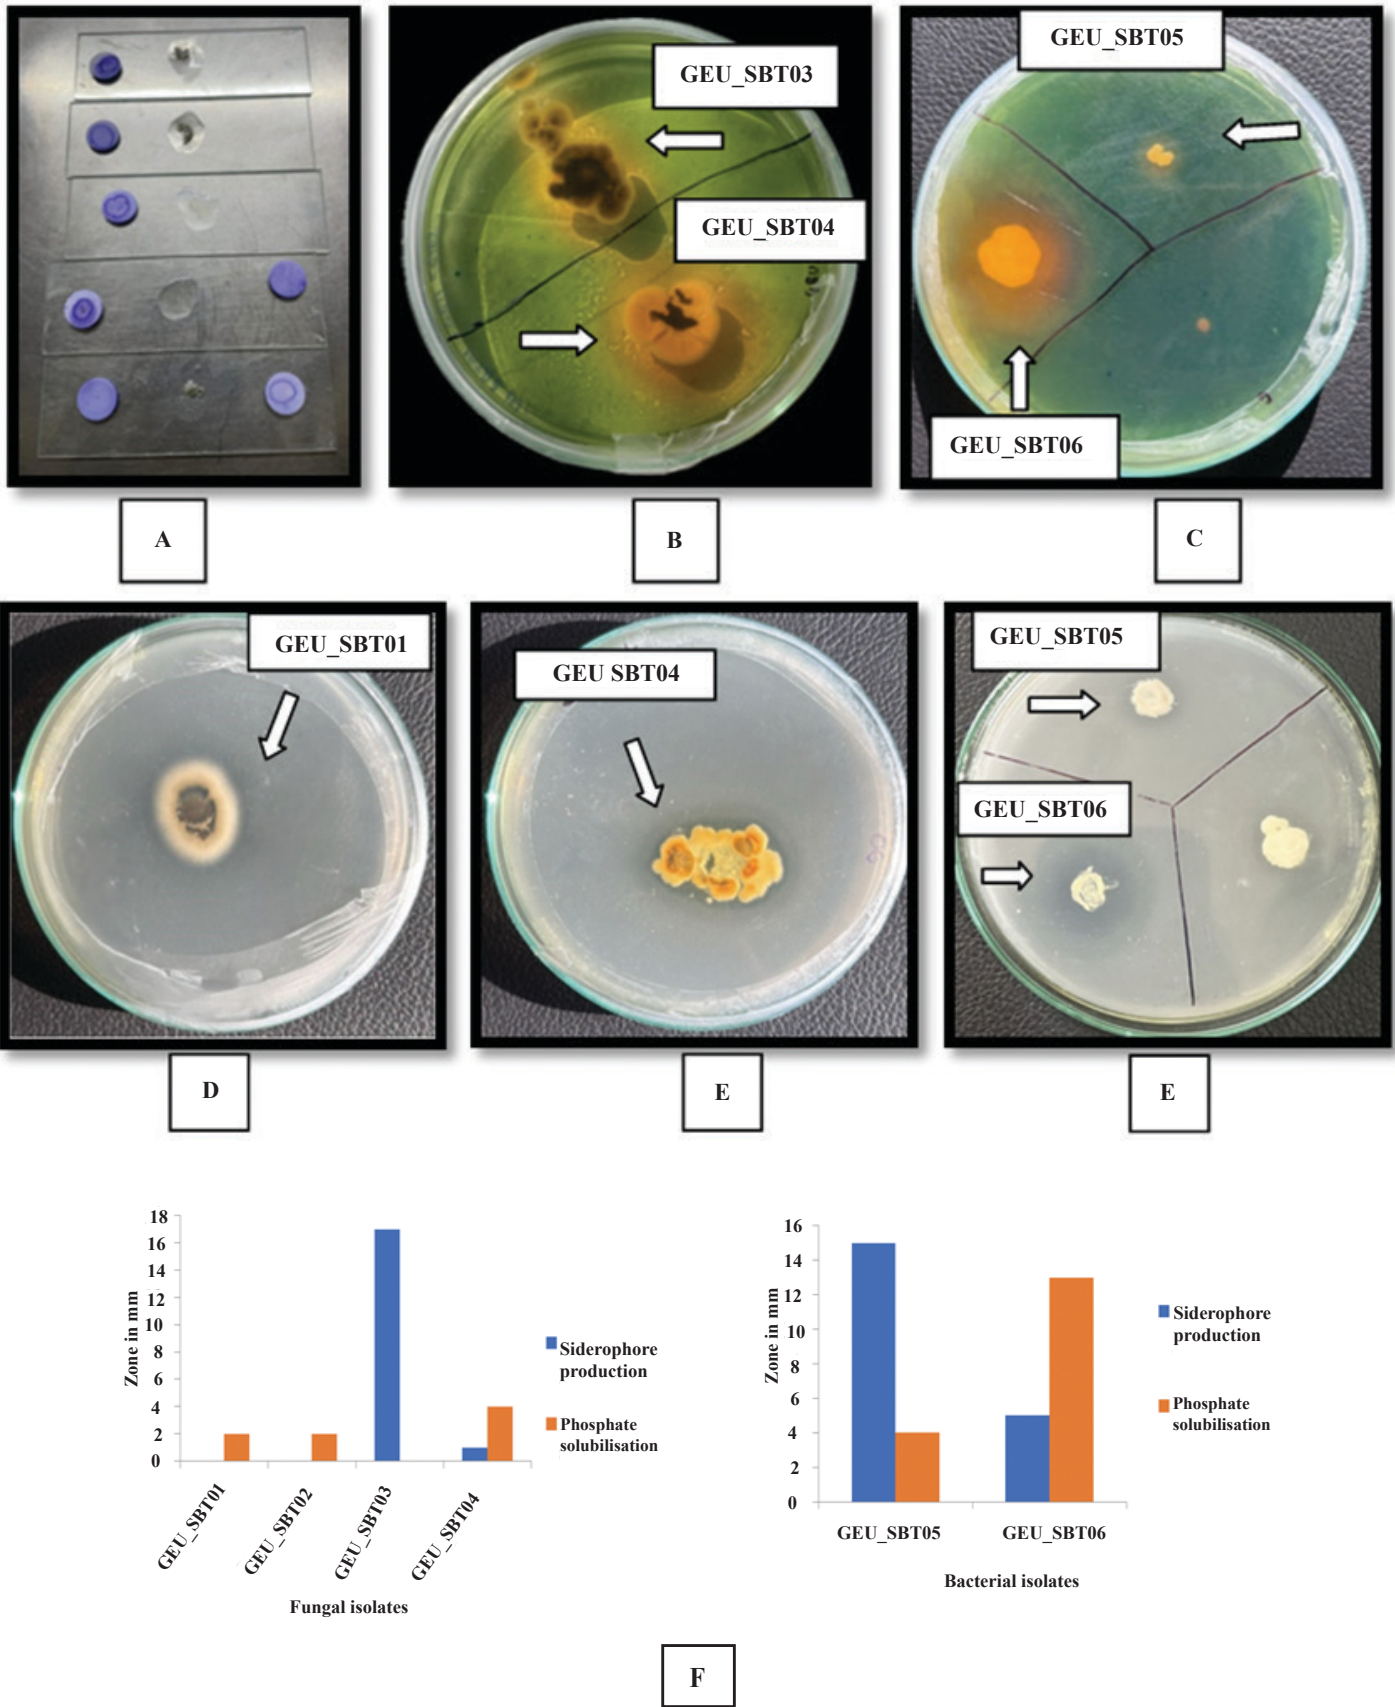 GEU_SBT03
GEU_SBT04
GEU_SBT05
GEU_SBT06
A
B
C
GEU_SBT01
GEU SBT04
GEU_SBT05
GEU_SBT06
D
E
E
18
16
14
12
10
8
6
4
2
0
Zone in mm
GEU_SBT01
GEU_SBT02
GEU_SBT03
GEU_SBT04
Fungal isolates
Siderophore
production
Phosphate
solubilisation
16
14
12
10
8
6
4
2
0
Zone in mm
GEU_SBT05
GEU_SBT06
Bacterial isolates
Siderophore
production
Phosphate
solubilisation
F